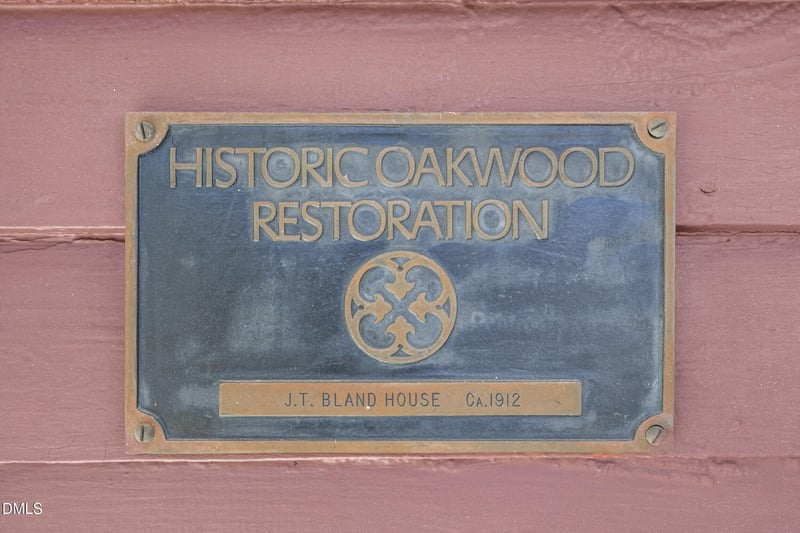 HISTORIC OAKWOOD
RESTORATION
J.T. BLAND HOUSE CA.1912
DMLS